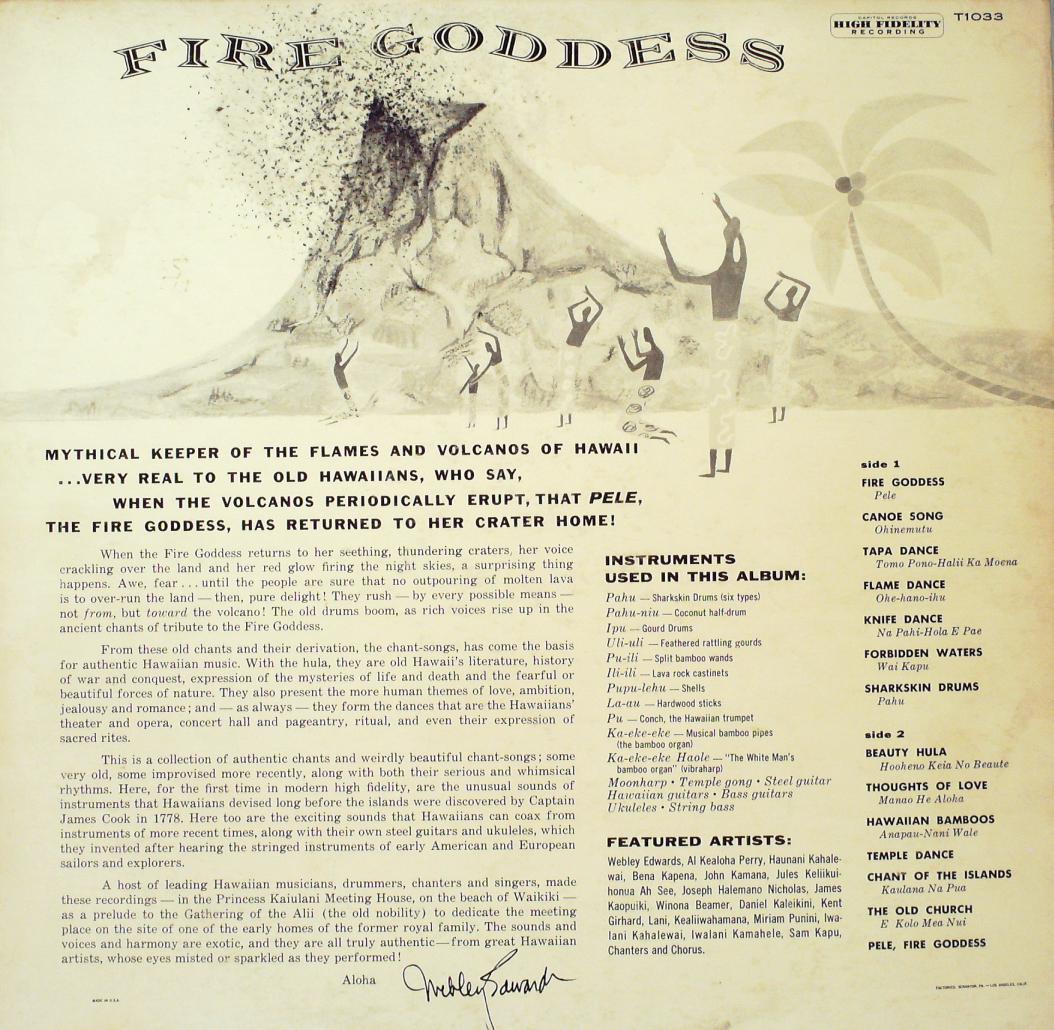 FIRE GODDESS
CAPITOL RECORDS
HIGH FIDELITY
RECORDING
T1033
MYTHICAL KEEPER OF THE FLAMES AND VOLCANOS OF HAWAII
...VERY REAL TO THE OLD HAWAIIANS, WHO SAY,
WHEN THE VOLCANOS PERIODICALLY ERUPT, THAT PELE,
THE FIRE GODDESS, HAS RETURNED TO HER CRATER HOME!
When the Fire Goddess returns to her seething, thundering craters, her voice
crackling over the land and her red glow firing the night skies, a surprising thing
happens. Awe, fear ... until the people are sure that no outpouring of molten lava
is to over-run the land — then, pure delight! They rush — by every possible means —
not from, but toward the volcano! The old drums boom, as rich voices rise up in the
ancient chants of tribute to the Fire Goddess.
From these old chants and their derivation, the chant-songs, has come the basis
for authentic Hawaiian music. With the hula, they are old Hawaii's literature, history
of war and conquest, expression of the mysteries of life and death and the fearful or
beautiful forces of nature. They also present the more human themes of love, ambition,
jealousy and romance; and — as always — they form the dances that are the Hawaiians'
theater and opera, concert hall and pageantry, ritual, and even their expression of
sacred rites.
This is a collection of authentic chants and weirdly beautiful chant-songs; some
very old, some improvised more recently, along with both their serious and whimsical
rhythms. Here, for the first time in modern high fidelity, are the unusual sounds of
instruments that Hawaiians devised long before the islands were discovered by Captain
James Cook in 1778. Here too are the exciting sounds that Hawaiians can coax from
instruments of more recent times, along with their own steel guitars and ukuleles, which
they invented after hearing the stringed instruments of early American and European
sailors and explorers.
A host of leading Hawaiian musicians, drummers, chanters and singers, made
these recordings — in the Princess Kaiulani Meeting House, on the beach of Waikiki —
as a prelude to the Gathering of the Alii (the old nobility) to dedicate the meeting
place on the site of one of the early homes of the former royal family. The sounds and
voices and harmony are exotic, and they are all truly authentic—from great Hawaiian
artists, whose eyes misted or sparkled as they performed!
Aloha
Webley Edwards
MADE IN U.S.A.
INSTRUMENTS
USED IN THIS ALBUM:
Pahu — Sharkskin Drums (six types)
Pahu-niu — Coconut half-drum
Ipu — Gourd Drums
Uli-uli — Feathered rattling gourds
Pu-ili — Split bamboo wands
Ili-ili — Lava rock castinets
Pupu-lehu — Shells
La-au — Hardwood sticks
Pu — Conch, the Hawaiian trumpet
Ka-eke-eke — Musical bamboo pipes
(the bamboo organ)
Ka-eke-eke Haole — "The White Man's
bamboo organ" (vibraharp)
Moonharp • Temple gong • Steel guitar
Hawaiian guitars • Bass guitars
Ukuleles • String bass
FEATURED ARTISTS:
Webley Edwards, Al Kealoha Perry, Haunani Kahale-
wai, Bena Kapena, John Kamana, Jules Keliikui-
honua Ah See, Joseph Halemano Nicholas, James
Kaopuiki, Winona Beamer, Daniel Kaleikini, Kent
Girhard, Lani, Kealiiwahamana, Miriam Punini, Iwa-
lani Kahalewai, Iwalani Kamahele, Sam Kapu,
Chanters and Chorus.
side 1
FIRE GODDESS
Pele
CANOE SONG
Ohinemutu
TAPA DANCE
Tomo Pono-Halii Ka Moena
FLAME DANCE
Ohe-hano-ihu
KNIFE DANCE
Na Pahi-Hola E Pae
FORBIDDEN WATERS
Wai Kapu
SHARKSKIN DRUMS
Pahu
side 2
BEAUTY HULA
Hooheno Keia No Beaute
THOUGHTS OF LOVE
Manao He Aloha
HAWAIIAN BAMBOOS
Anapau-Nani Wale
TEMPLE DANCE
CHANT OF THE ISLANDS
Kaulana Na Pua
THE OLD CHURCH
E Kolo Mea Nui
PELE, FIRE GODDESS
FACTORIES: SCRANTON, PA. — LOS ANGELES, CALIF.